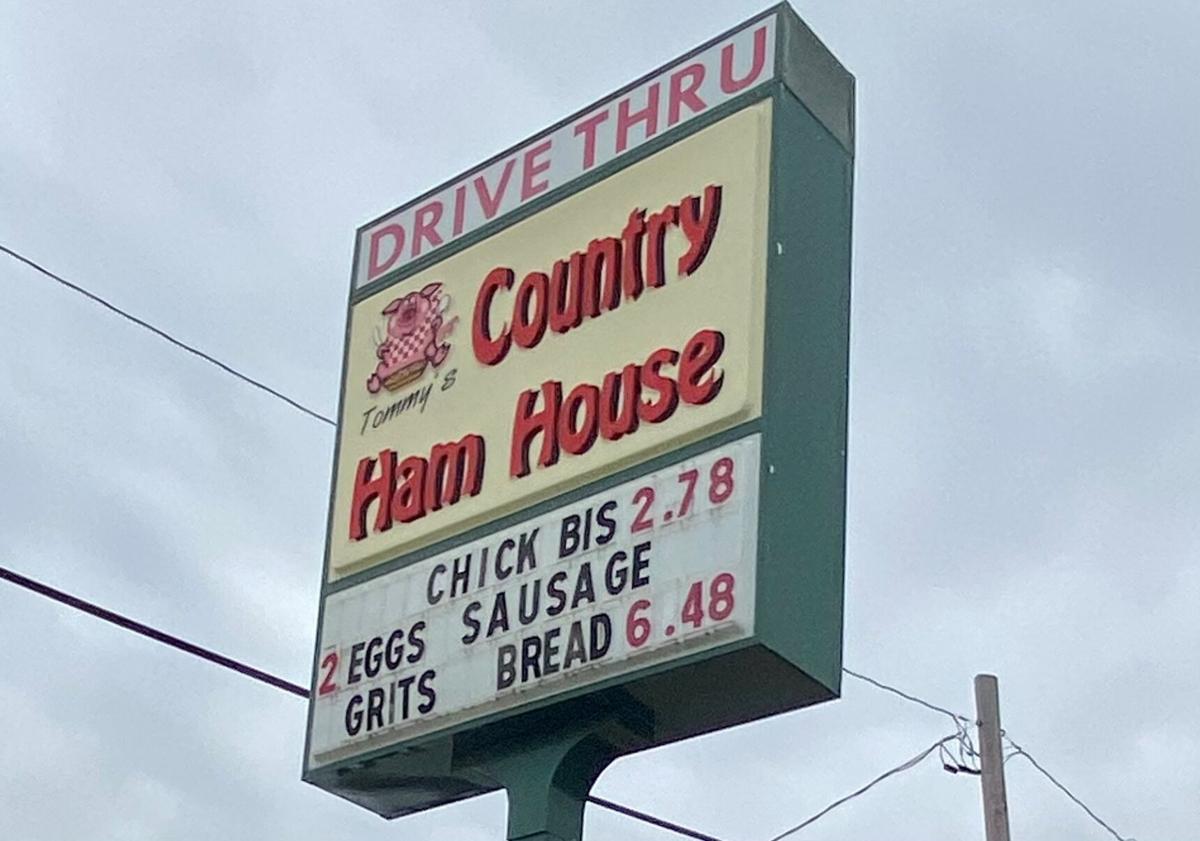 DRIVE THRU
Country
Tommy's
Ham House
CHICK BIS 2.78
2 EGGS SAUSAGE
GRITS BREAD 6.48